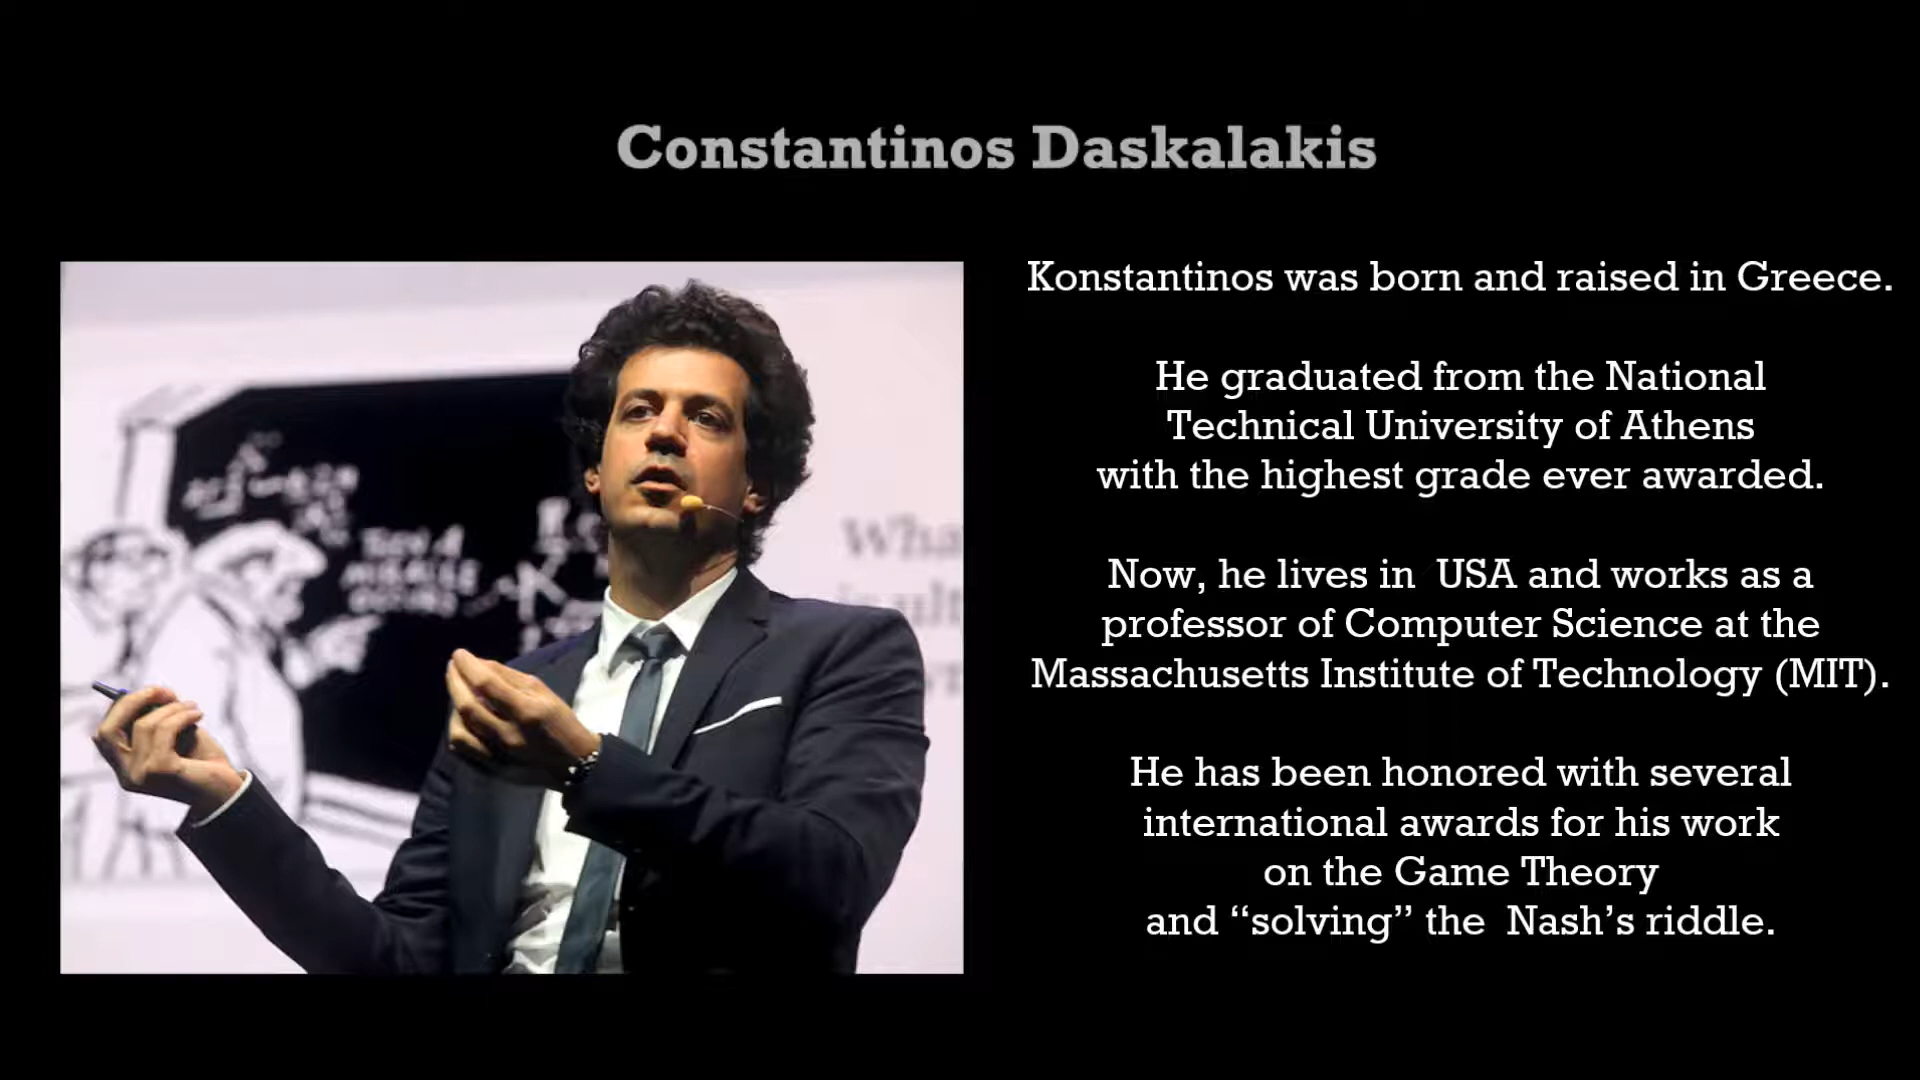 Constantinos Daskalakis
Konstantinos was born and raised in Greece.
He graduated from the National
Technical University of Athens
with the highest grade ever awarded.
Now, he lives in  USA and works as a
professor of Computer Science at the
Massachusetts Institute of Technology (MIT).
He has been honored with several
international awards for his work
on the Game Theory
and “solving” the  Nash’s riddle.